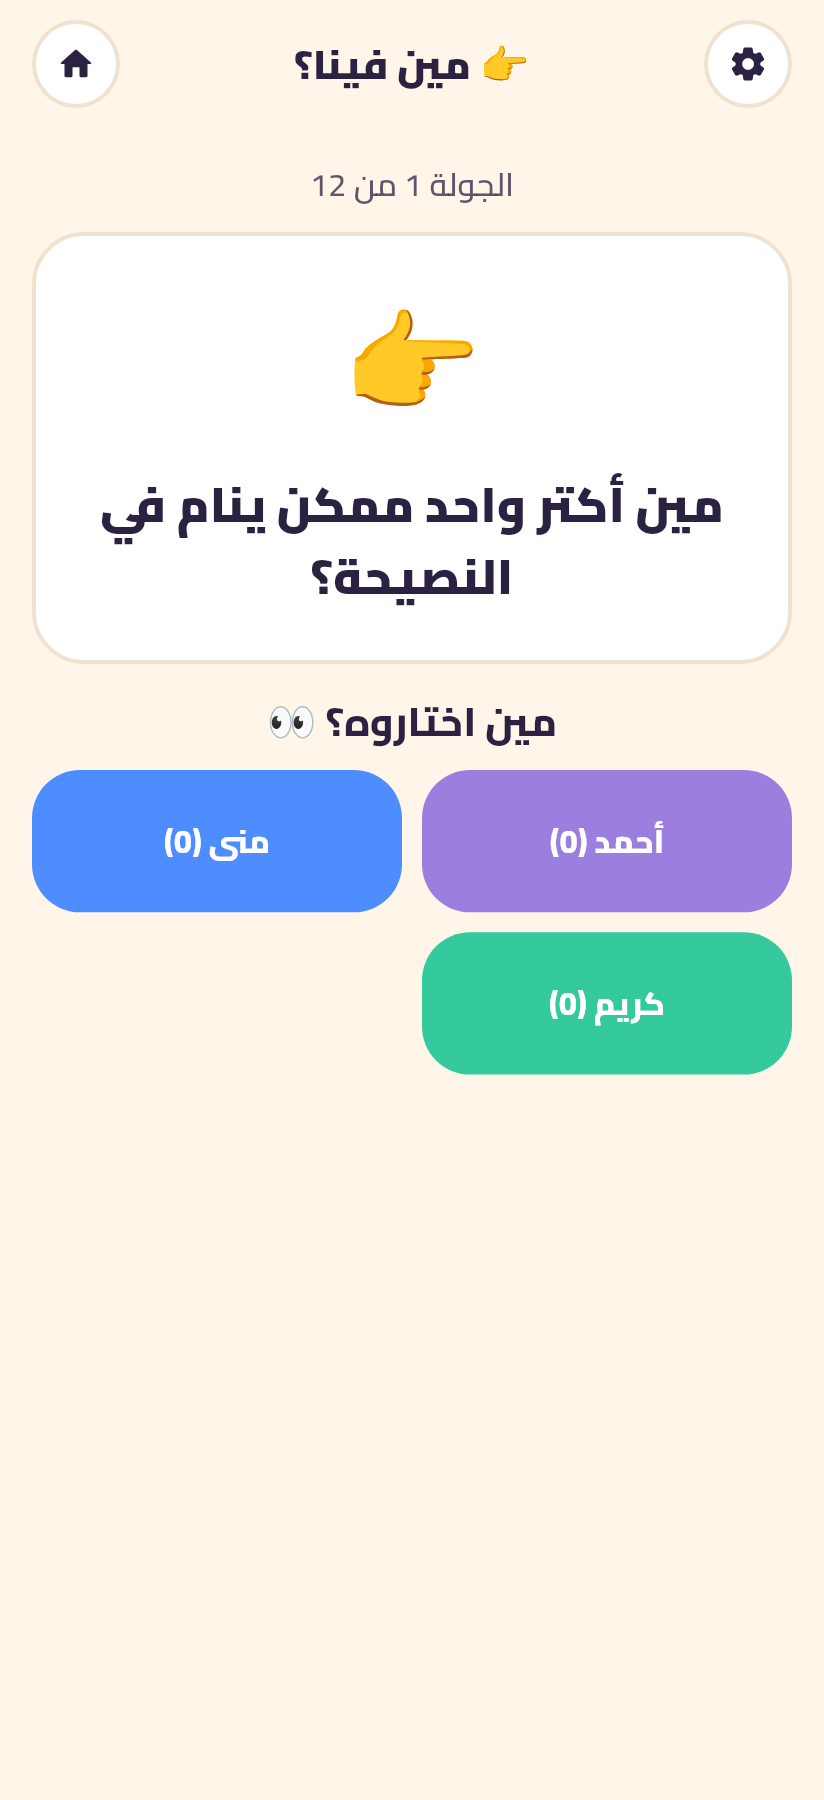 👉 مين فينا؟
الجولة 1 من 12
👉
مين أكتر واحد ممكن ينام في
النصيحة؟
مين اختاروه؟ 👀
أحمد (0)
منى (0)
كريم (0)